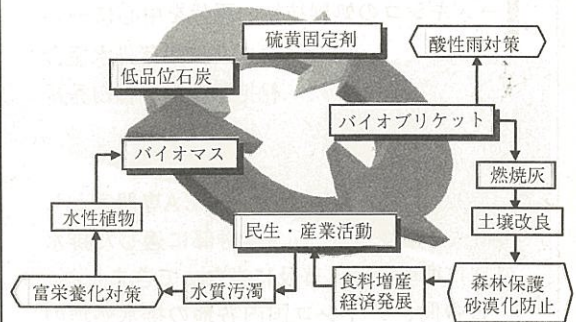 硫黄固定剤
酸性雨対策
低品位石炭
バイオブリケット
バイオマス
燃焼灰
水性植物
土壌改良
民生・産業活動
富栄養化対策
水質汚濁
食料増産
経済発展
森林保護
砂漠化防止